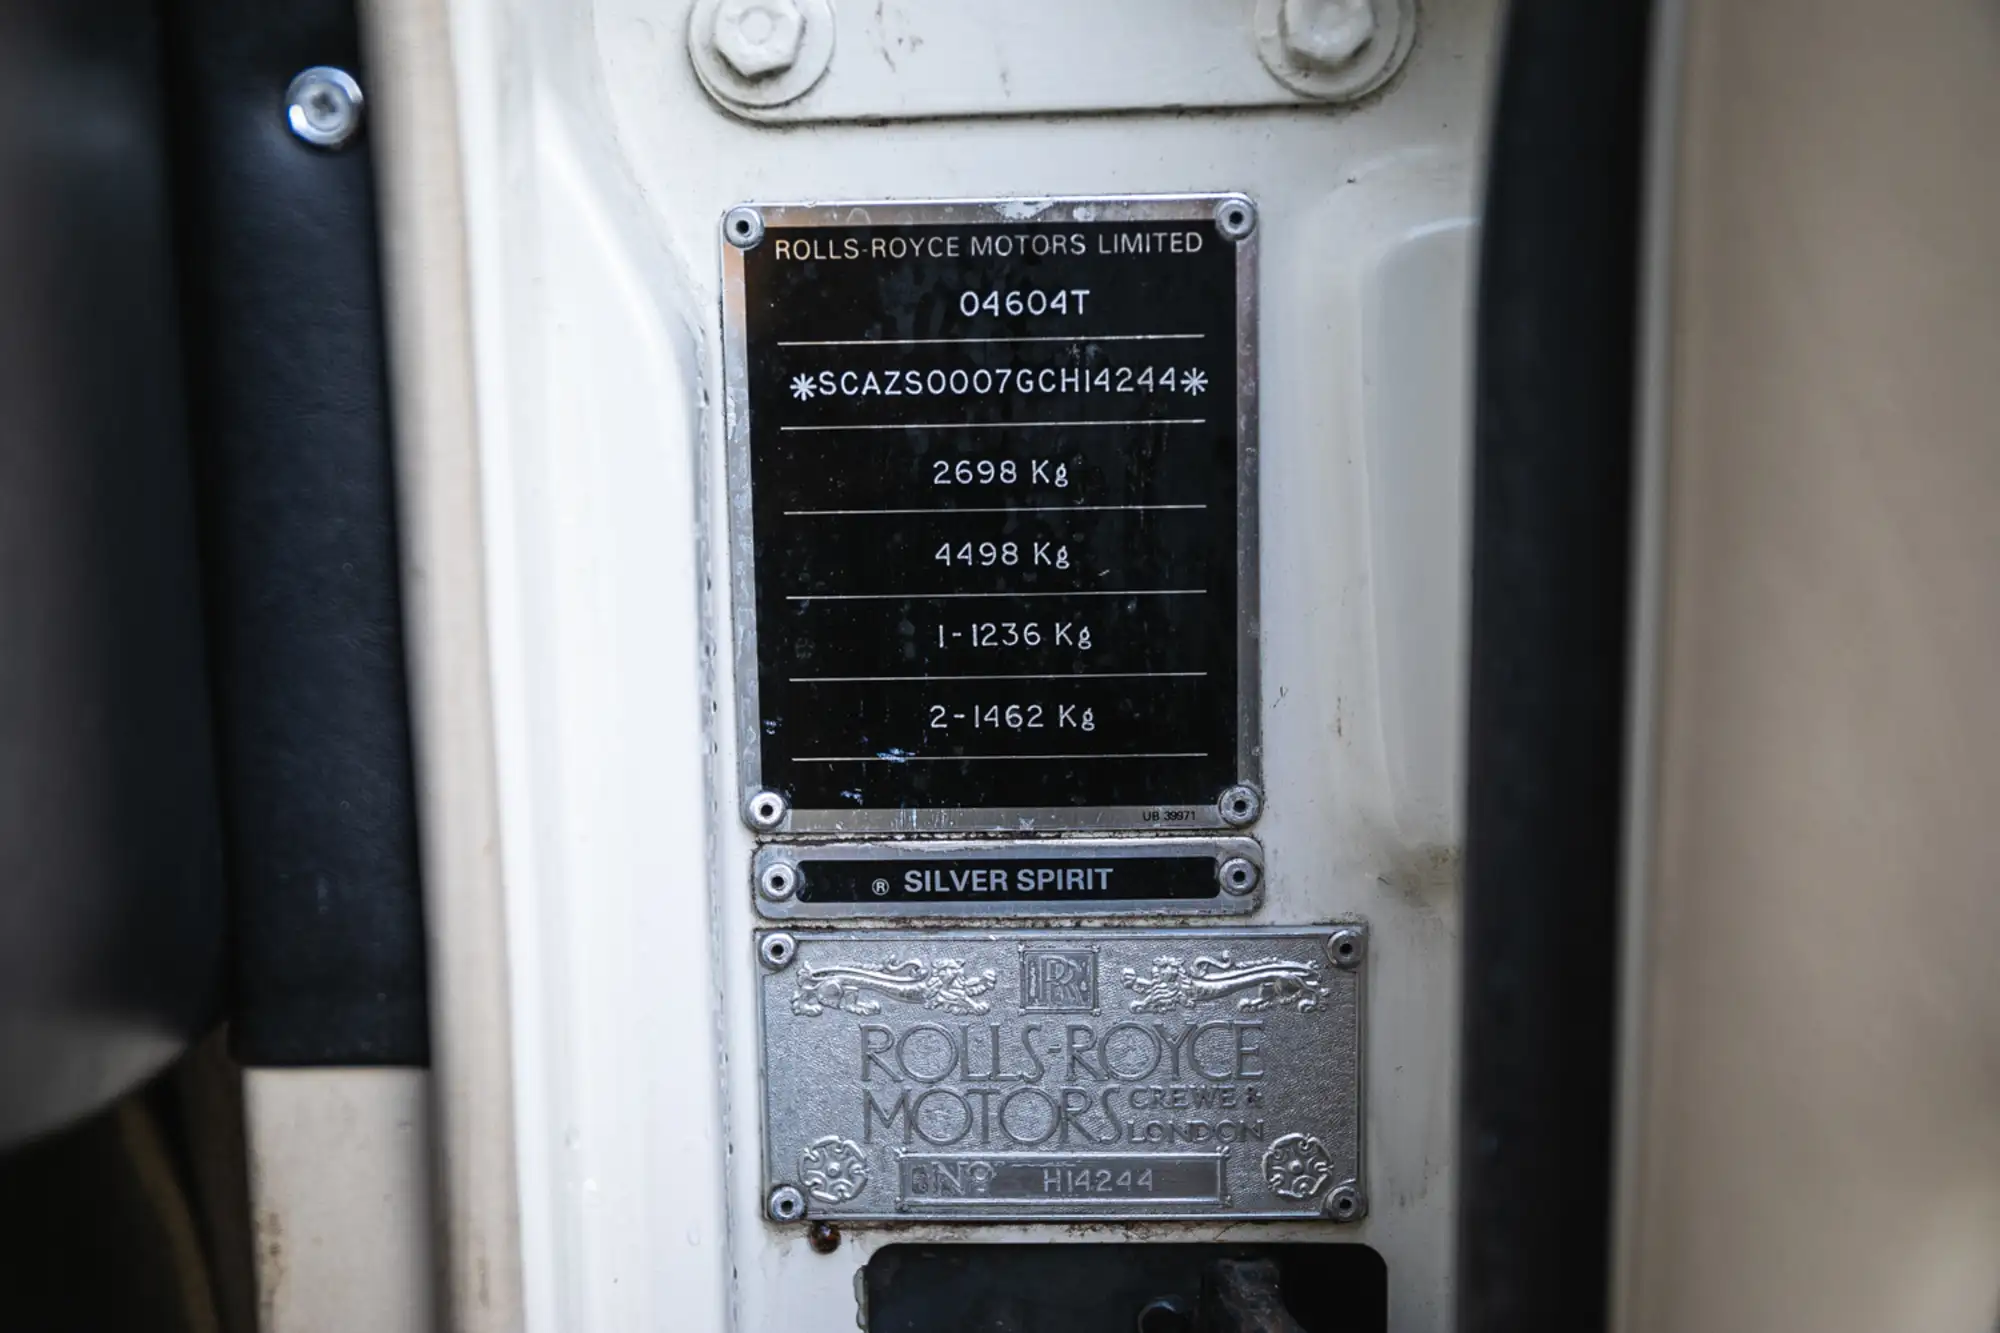 ROLLS-ROYCE MOTORS LIMITED
04604T
*SCAZS0007GCH14244*
2698 Kg
4498 Kg
1-1236 Kg
2-1462 Kg
UB 39971
® SILVER SPIRIT
RR
ROLLS-ROYCE
MOTORS CREWE & LONDON
Nº H14244